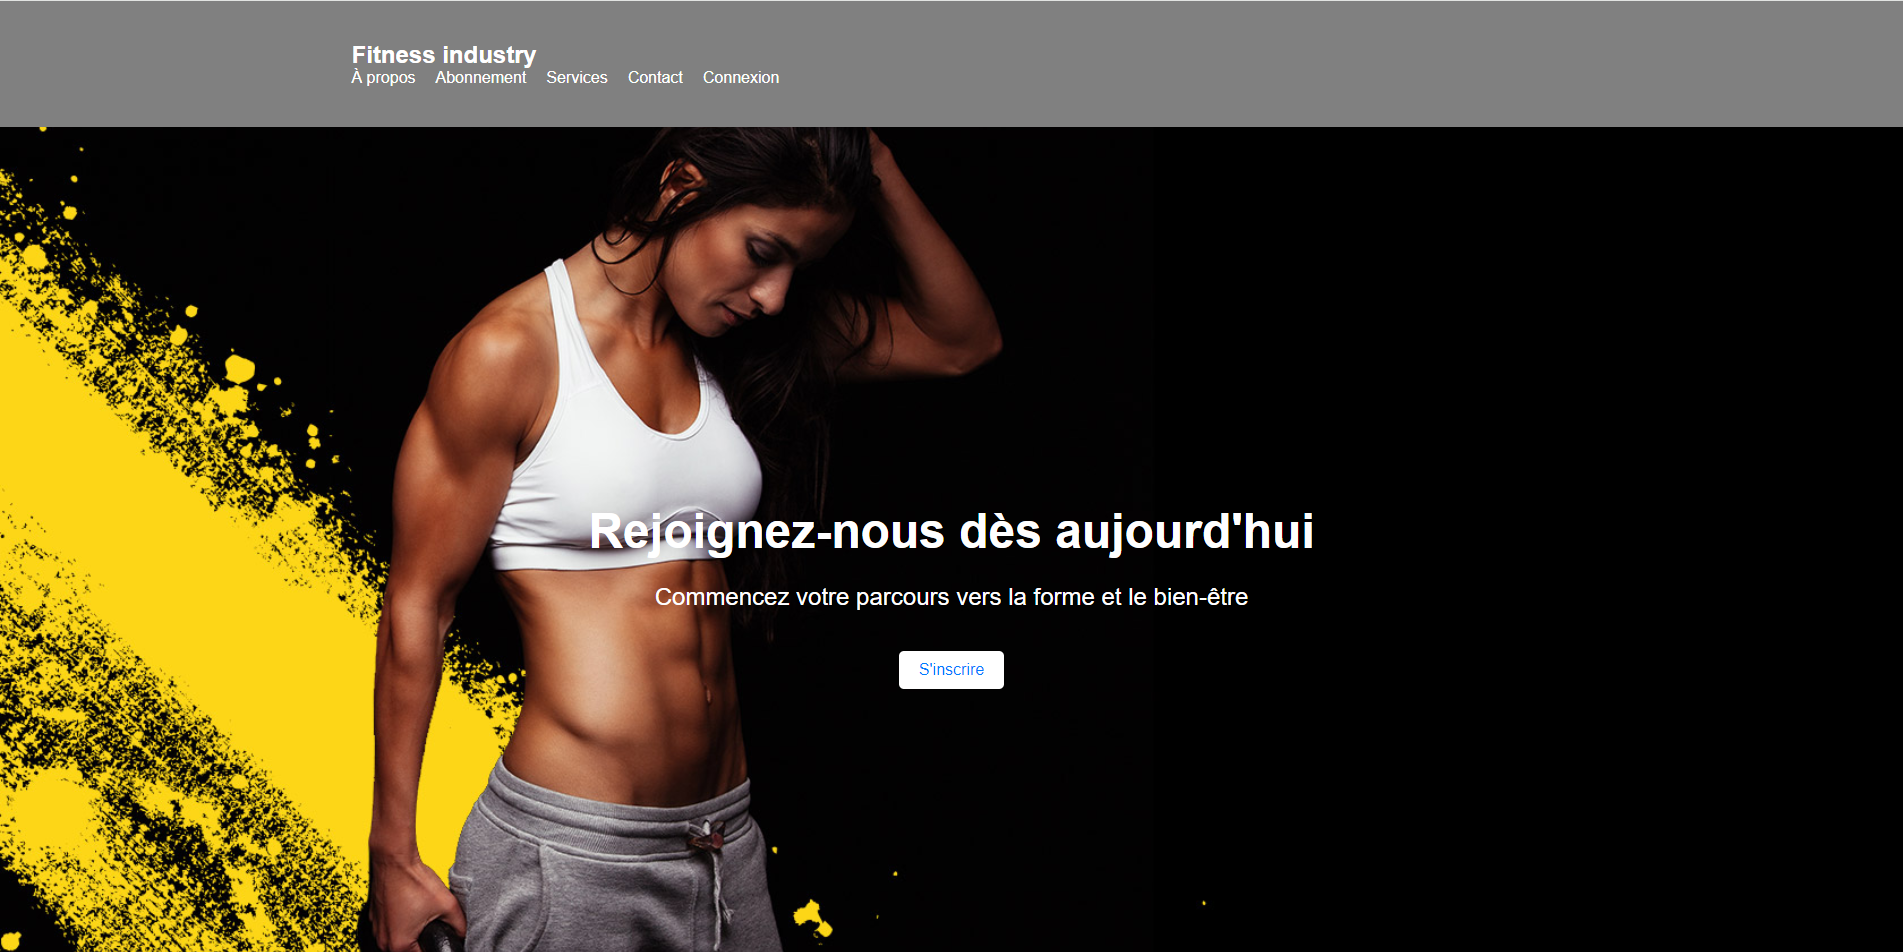 Fitness industry
À propos Abonnement Services Contact Connexion
Rejoignez-nous dès aujourd'hui
Commencez votre parcours vers la forme et le bien-être
S'inscrire